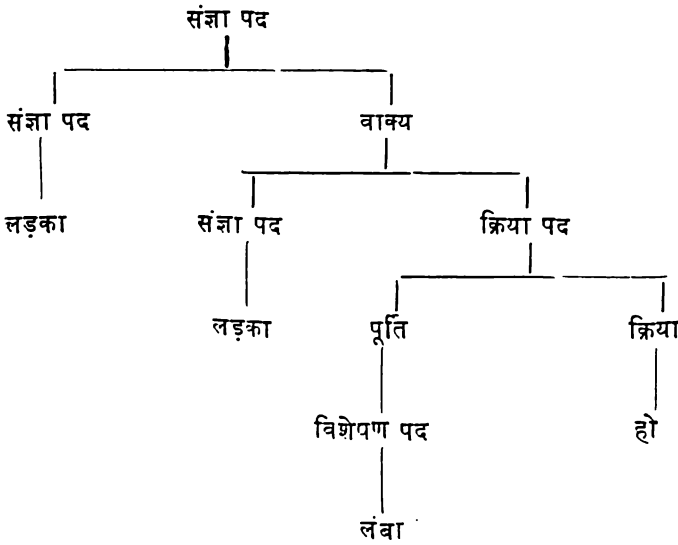 संज्ञा पद
संज्ञा पद वाक्य
लड़का संज्ञा पद क्रिया पद
लड़का पूर्ति क्रिया
विशेषण पद हो
लंबा